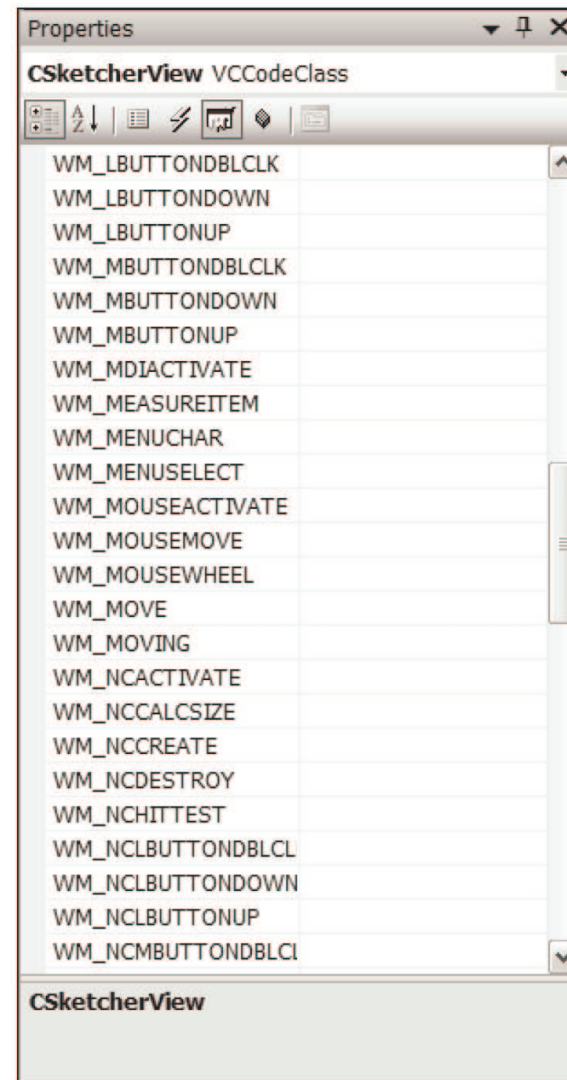 Properties
CSketcherView VCCodeClass
WM_LBUTTONDBLCLK
WM_LBUTTONDOWN
WM_LBUTTONUP
WM_MBUTTONDBLCLK
WM_MBUTTONDOWN
WM_MBUTTONUP
WM_MDIACTIVATE
WM_MEASUREITEM
WM_MENUCHAR
WM_MENUSELECT
WM_MOUSEACTIVATE
WM_MOUSEMOVE
WM_MOUSEWHEEL
WM_MOVE
WM_MOVING
WM_NCACTIVATE
WM_NCCALCSIZE
WM_NCCREATE
WM_NCDESTROY
WM_NCHITTEST
WM_NCLBUTTONDBLCL
WM_NCLBUTTONDOWN
WM_NCLBUTTONUP
WM_NCMBUTTONDBLCL
CSketcherView